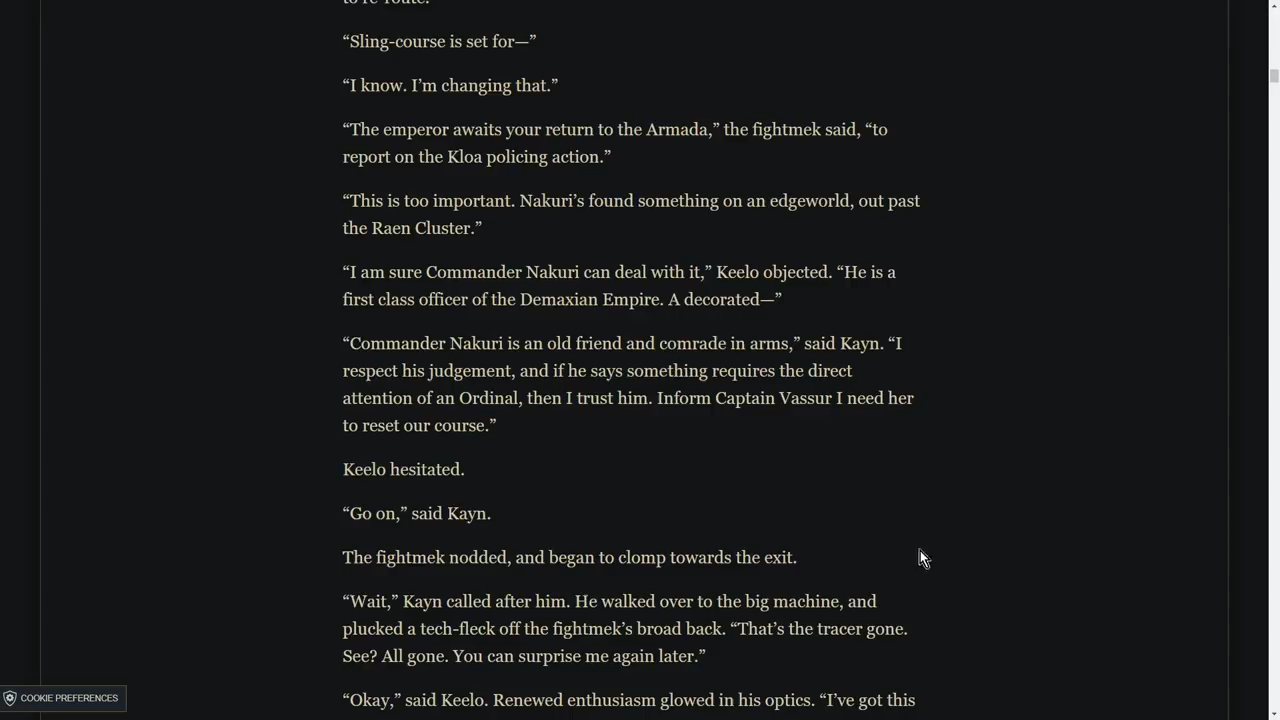 to re-route.”
“Sling-course is set for—”
“I know. I’m changing that.”
“The emperor awaits your return to the Armada,” the fightmek said, “to
report on the Kloa policing action.”
“This is too important. Nakuri’s found something on an edgeworld, out past
the Raen Cluster.”
“I am sure Commander Nakuri can deal with it,” Keelo objected. “He is a
first class officer of the Demaxian Empire. A decorated—”
“Commander Nakuri is an old friend and comrade in arms,” said Kayn. “I
respect his judgement, and if he says something requires the direct
attention of an Ordinal, then I trust him. Inform Captain Vassur I need her
to reset our course.”
Keelo hesitated.
“Go on,” said Kayn.
The fightmek nodded, and began to clomp towards the exit.
“Wait,” Kayn called after him. He walked over to the big machine, and
plucked a tech-fleck off the fightmek’s broad back. “That’s the tracer gone.
See? All gone. You can surprise me again later.”
“Okay,” said Keelo. Renewed enthusiasm glowed in his optics. “I’ve got this
COOKIE PREFERENCES